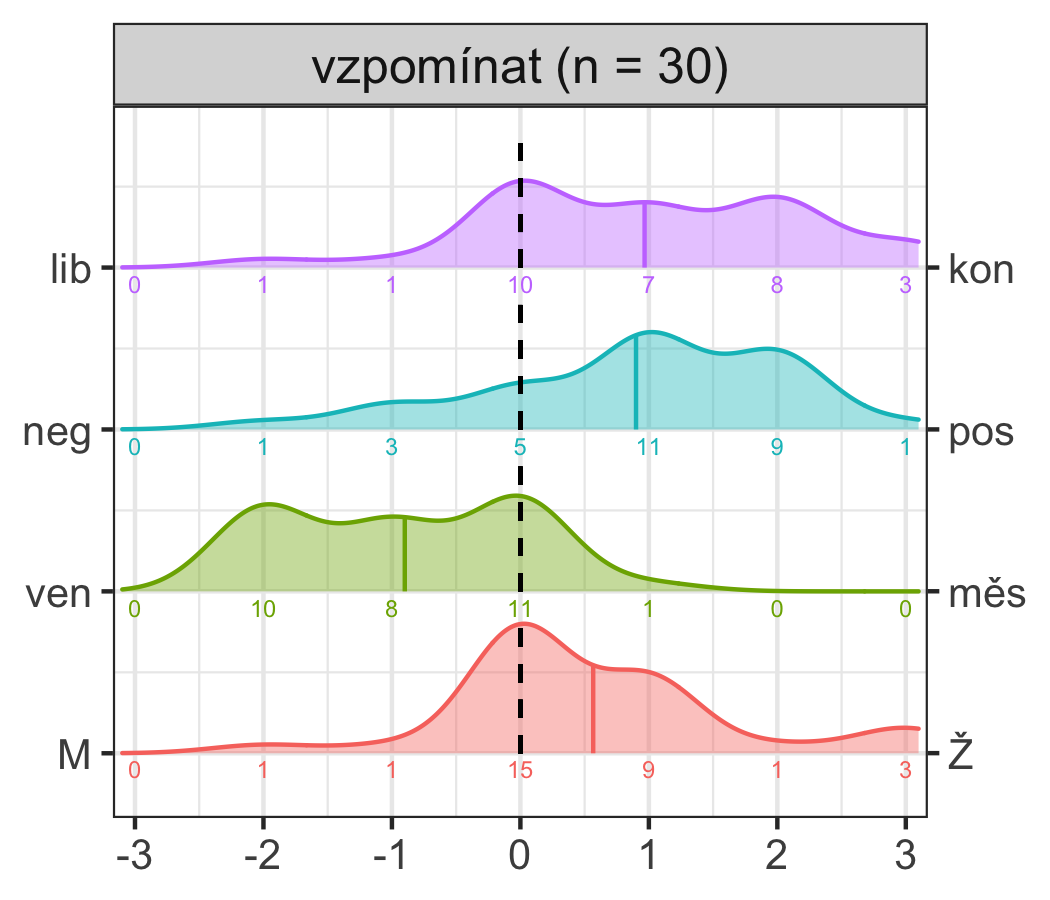 vzpomínat (n = 30)
lib kon
0 1 1 10 7 8 3
neg pos
0 1 3 5 11 9 1
ven měs
0 10 8 11 1 0 0
M Ž
0 1 1 15 9 1 3
-3 -2 -1 0 1 2 3